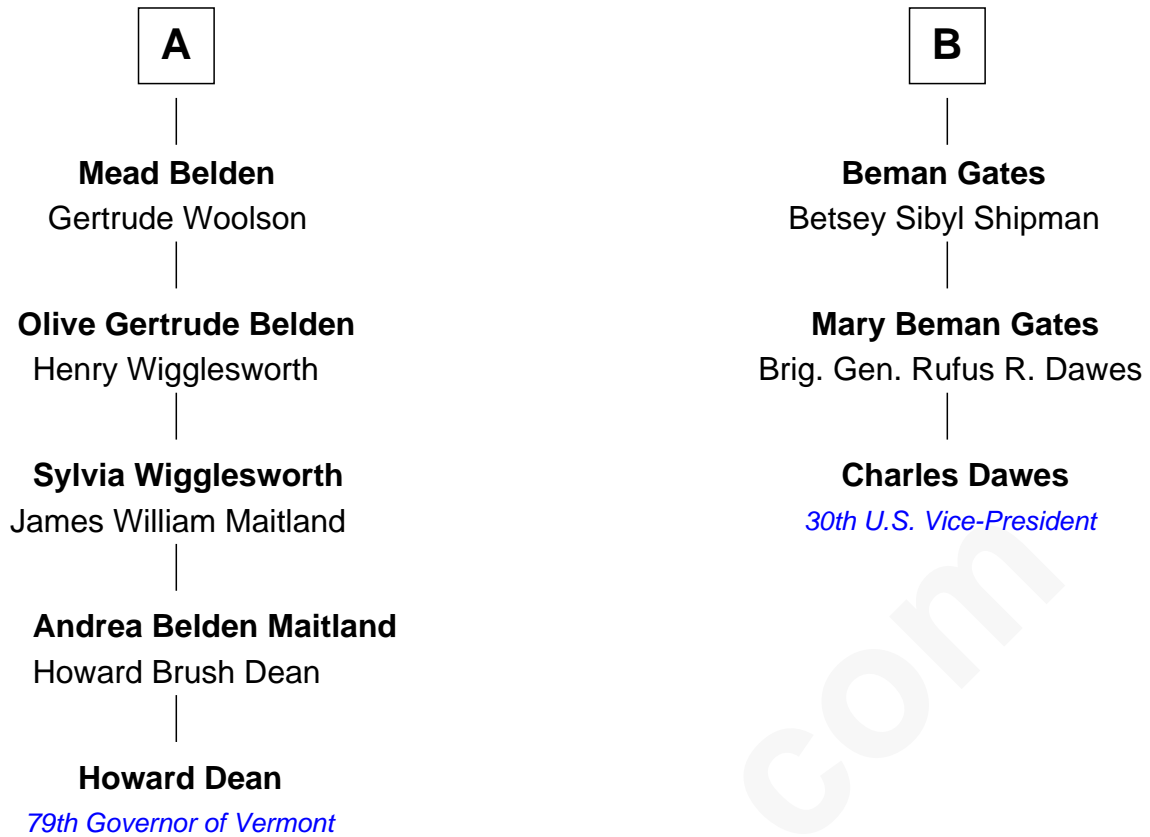 A
Mead Belden
Gertrude Woolson
Olive Gertrude Belden
Henry Wigglesworth
Sylvia Wigglesworth
James William Maitland
Andrea Belden Maitland
Howard Brush Dean
Howard Dean
79th Governor of Vermont
B
Beman Gates
Betsey Sibyl Shipman
Mary Beman Gates
Brig. Gen. Rufus R. Dawes
Charles Dawes
30th U.S. Vice-President
com